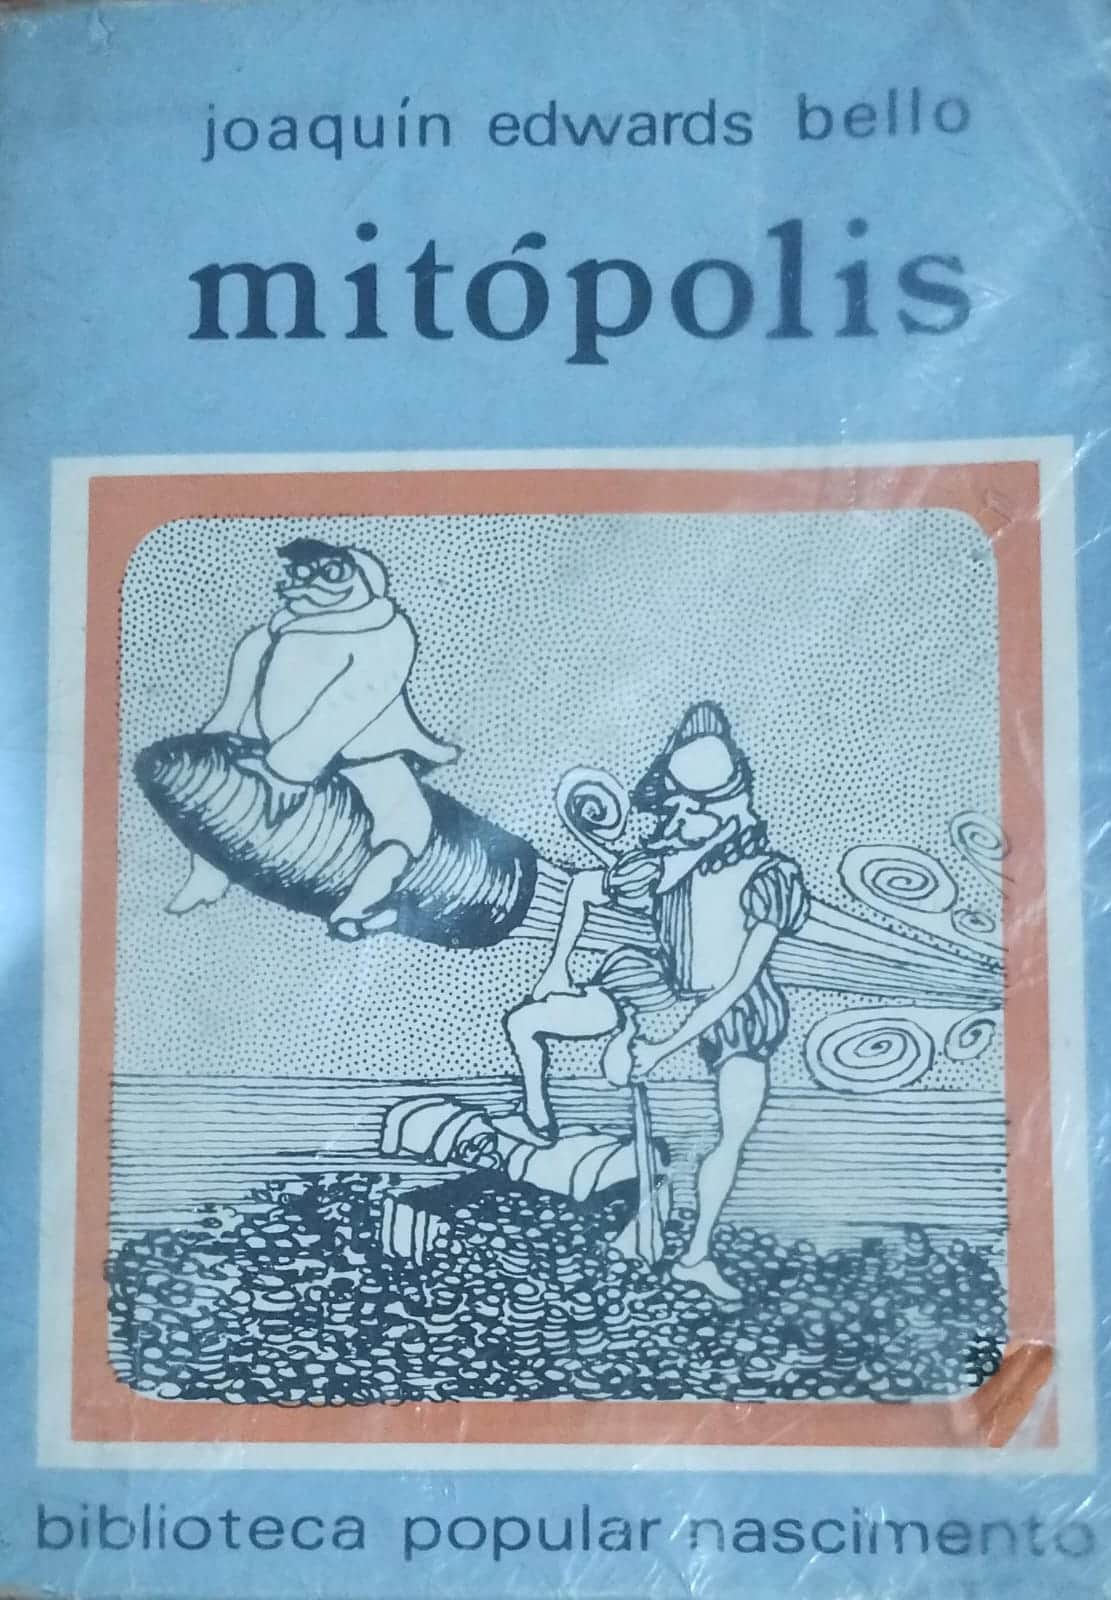 joaquín edwards bello
mitópolis
biblioteca popular nascimento